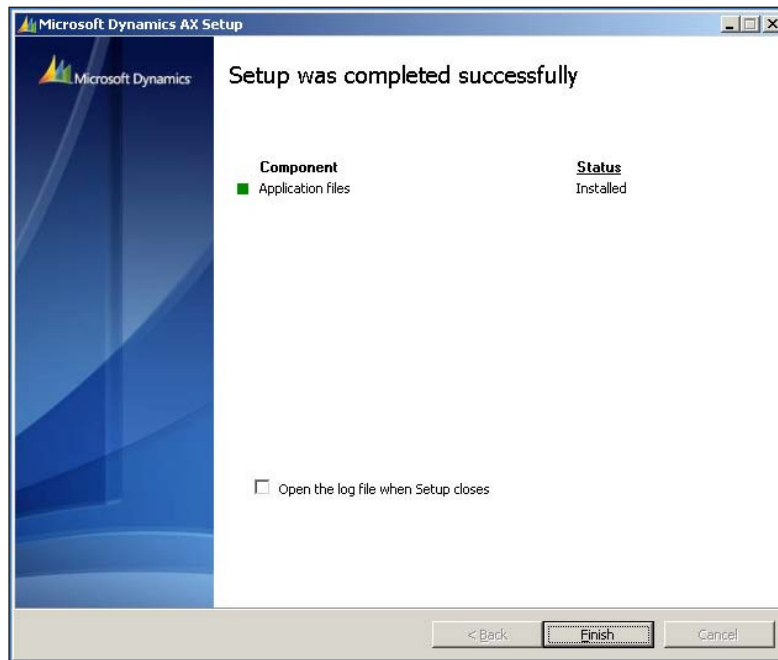 Microsoft Dynamics AX Setup
Microsoft Dynamics
Setup was completed successfully
Component Status
Application files Installed
Open the log file when Setup closes
< Back Finish Cancel